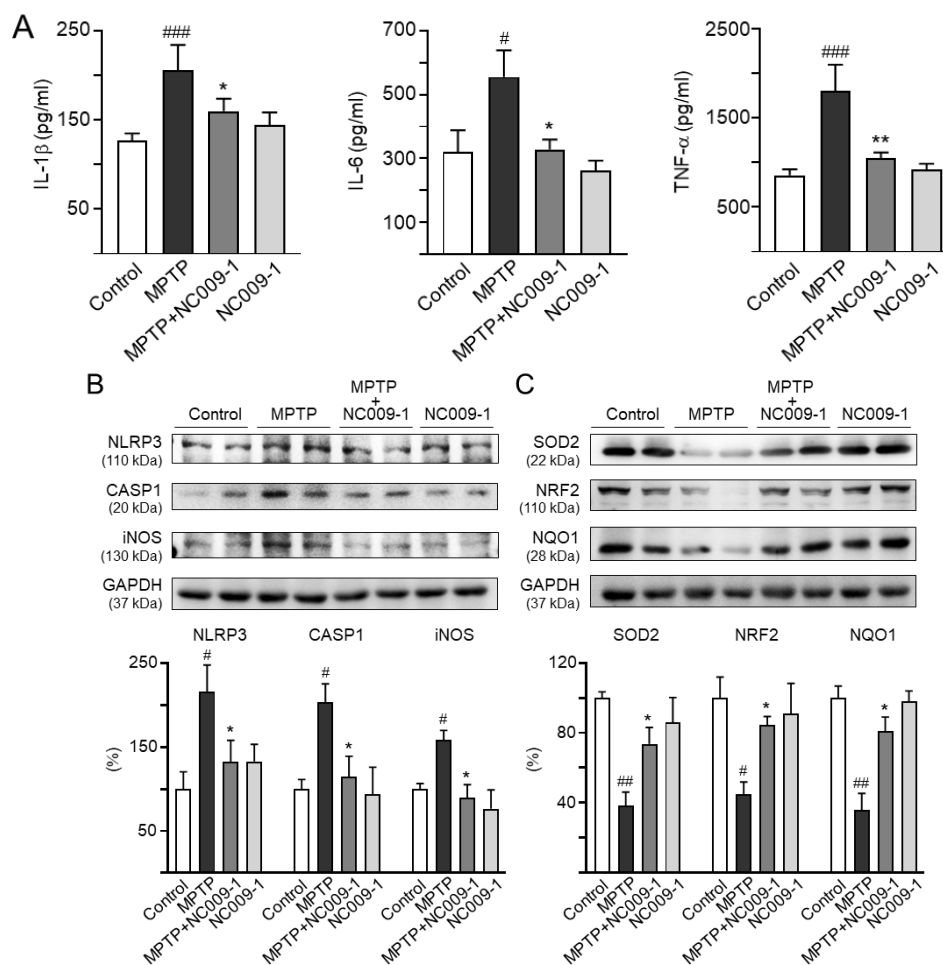 A
IL-1β (pg/ml)
250
150
50
###
*
Control
MPTP
MPTP+NC009-1
NC009-1
IL-6 (pg/ml)
700
500
300
100
#
*
Control
MPTP
MPTP+NC009-1
NC009-1
TNF-α (pg/ml)
2500
1500
500
###
**
Control
MPTP
MPTP+NC009-1
NC009-1
B
Control MPTP MPTP + NC009-1 NC009-1
NLRP3
(110 kDa)
CASP1
(20 kDa)
iNOS
(130 kDa)
GAPDH
(37 kDa)
NLRP3 CASP1 iNOS
(%)
250
150
50
# * # * # *
Control
MPTP
MPTP+NC009-1
NC009-1
Control
MPTP
MPTP+NC009-1
NC009-1
Control
MPTP
MPTP+NC009-1
NC009-1
C
Control MPTP MPTP + NC009-1 NC009-1
SOD2
(22 kDa)
NRF2
(110 kDa)
NQO1
(28 kDa)
GAPDH
(37 kDa)
SOD2 NRF2 NQO1
(%)
120
80
40
## * # * ## *
Control
MPTP
MPTP+NC009-1
NC009-1
Control
MPTP
MPTP+NC009-1
NC009-1
Control
MPTP
MPTP+NC009-1
NC009-1